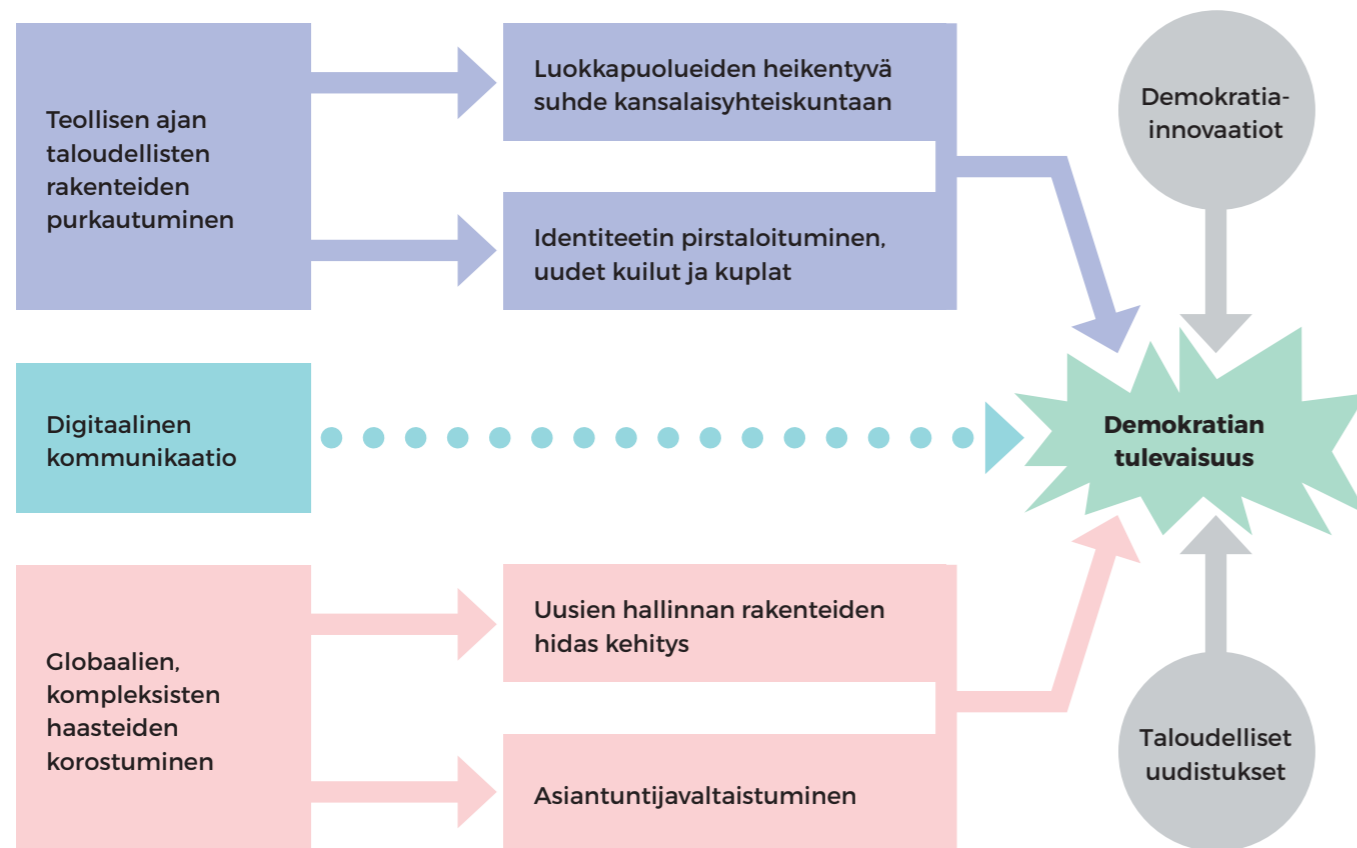 Teollisen ajan
taloudellisten
rakenteiden
purkautuminen
Luokkapuolueiden heikentyvä
suhde kansalaisyhteiskuntaan
Identiteetin pirstaloituminen,
uudet kuilut ja kuplat
Demokratia-
innovaatiot
Digitaalinen
kommunikaatio
Demokratian
tulevaisuus
Globaalien,
kompleksisten
haasteiden
korostuminen
Uusien hallinnan rakenteiden
hidas kehitys
Asiantuntijavaltaistuminen
Taloudelliset
uudistukset